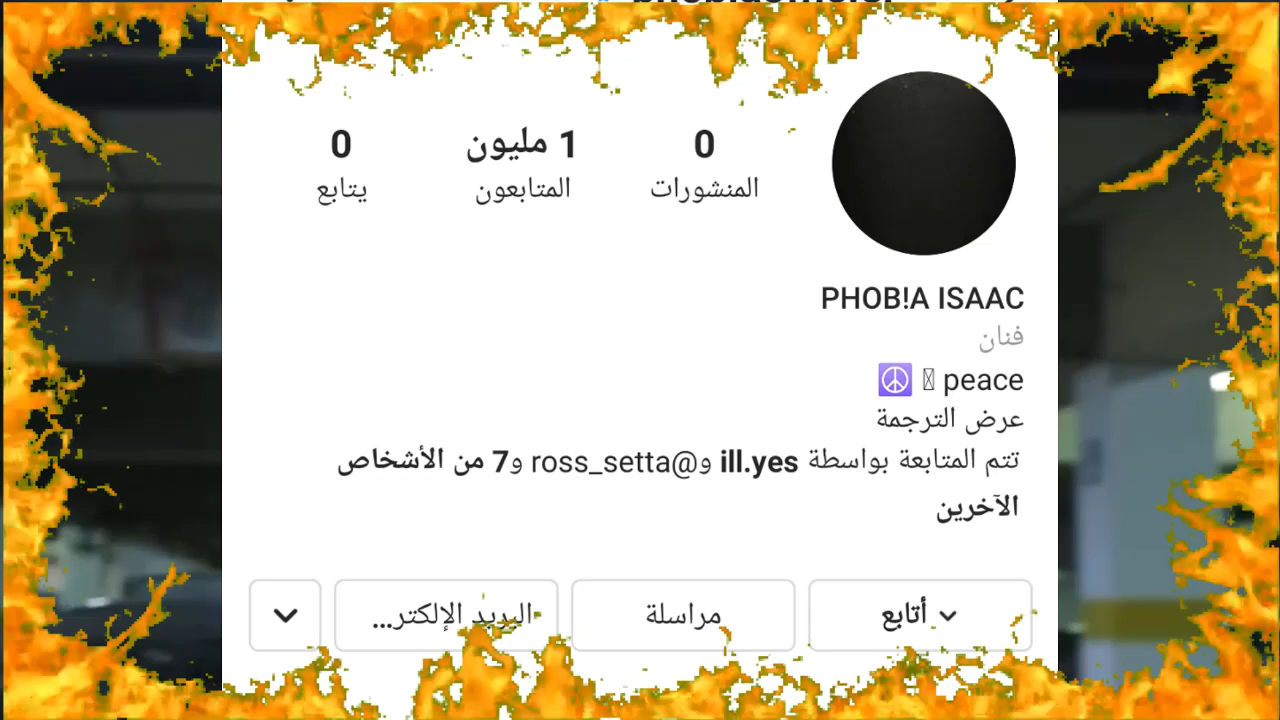 0 1 مليون 0
المنشورات المتابعون يتابع
PHOB!A ISAAC
فنان
peace ☮️
عرض الترجمة
تتم المتابعة بواسطة ill.yes و@ross_setta و7 من الأشخاص
الآخرين
أتابع مراسلة البريد الإلكتر...